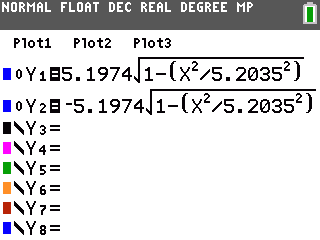 NORMAL FLOAT DEC REAL DEGREE MP
Plot1 Plot2 Plot3
Y₁=5.1974√(1-(X²/5.2035²))
Y₂=-5.1974√(1-(X²/5.2035²))
\Y₃=
\Y₄=
\Y₅=
\Y₆=
\Y₇=
\Y₈=